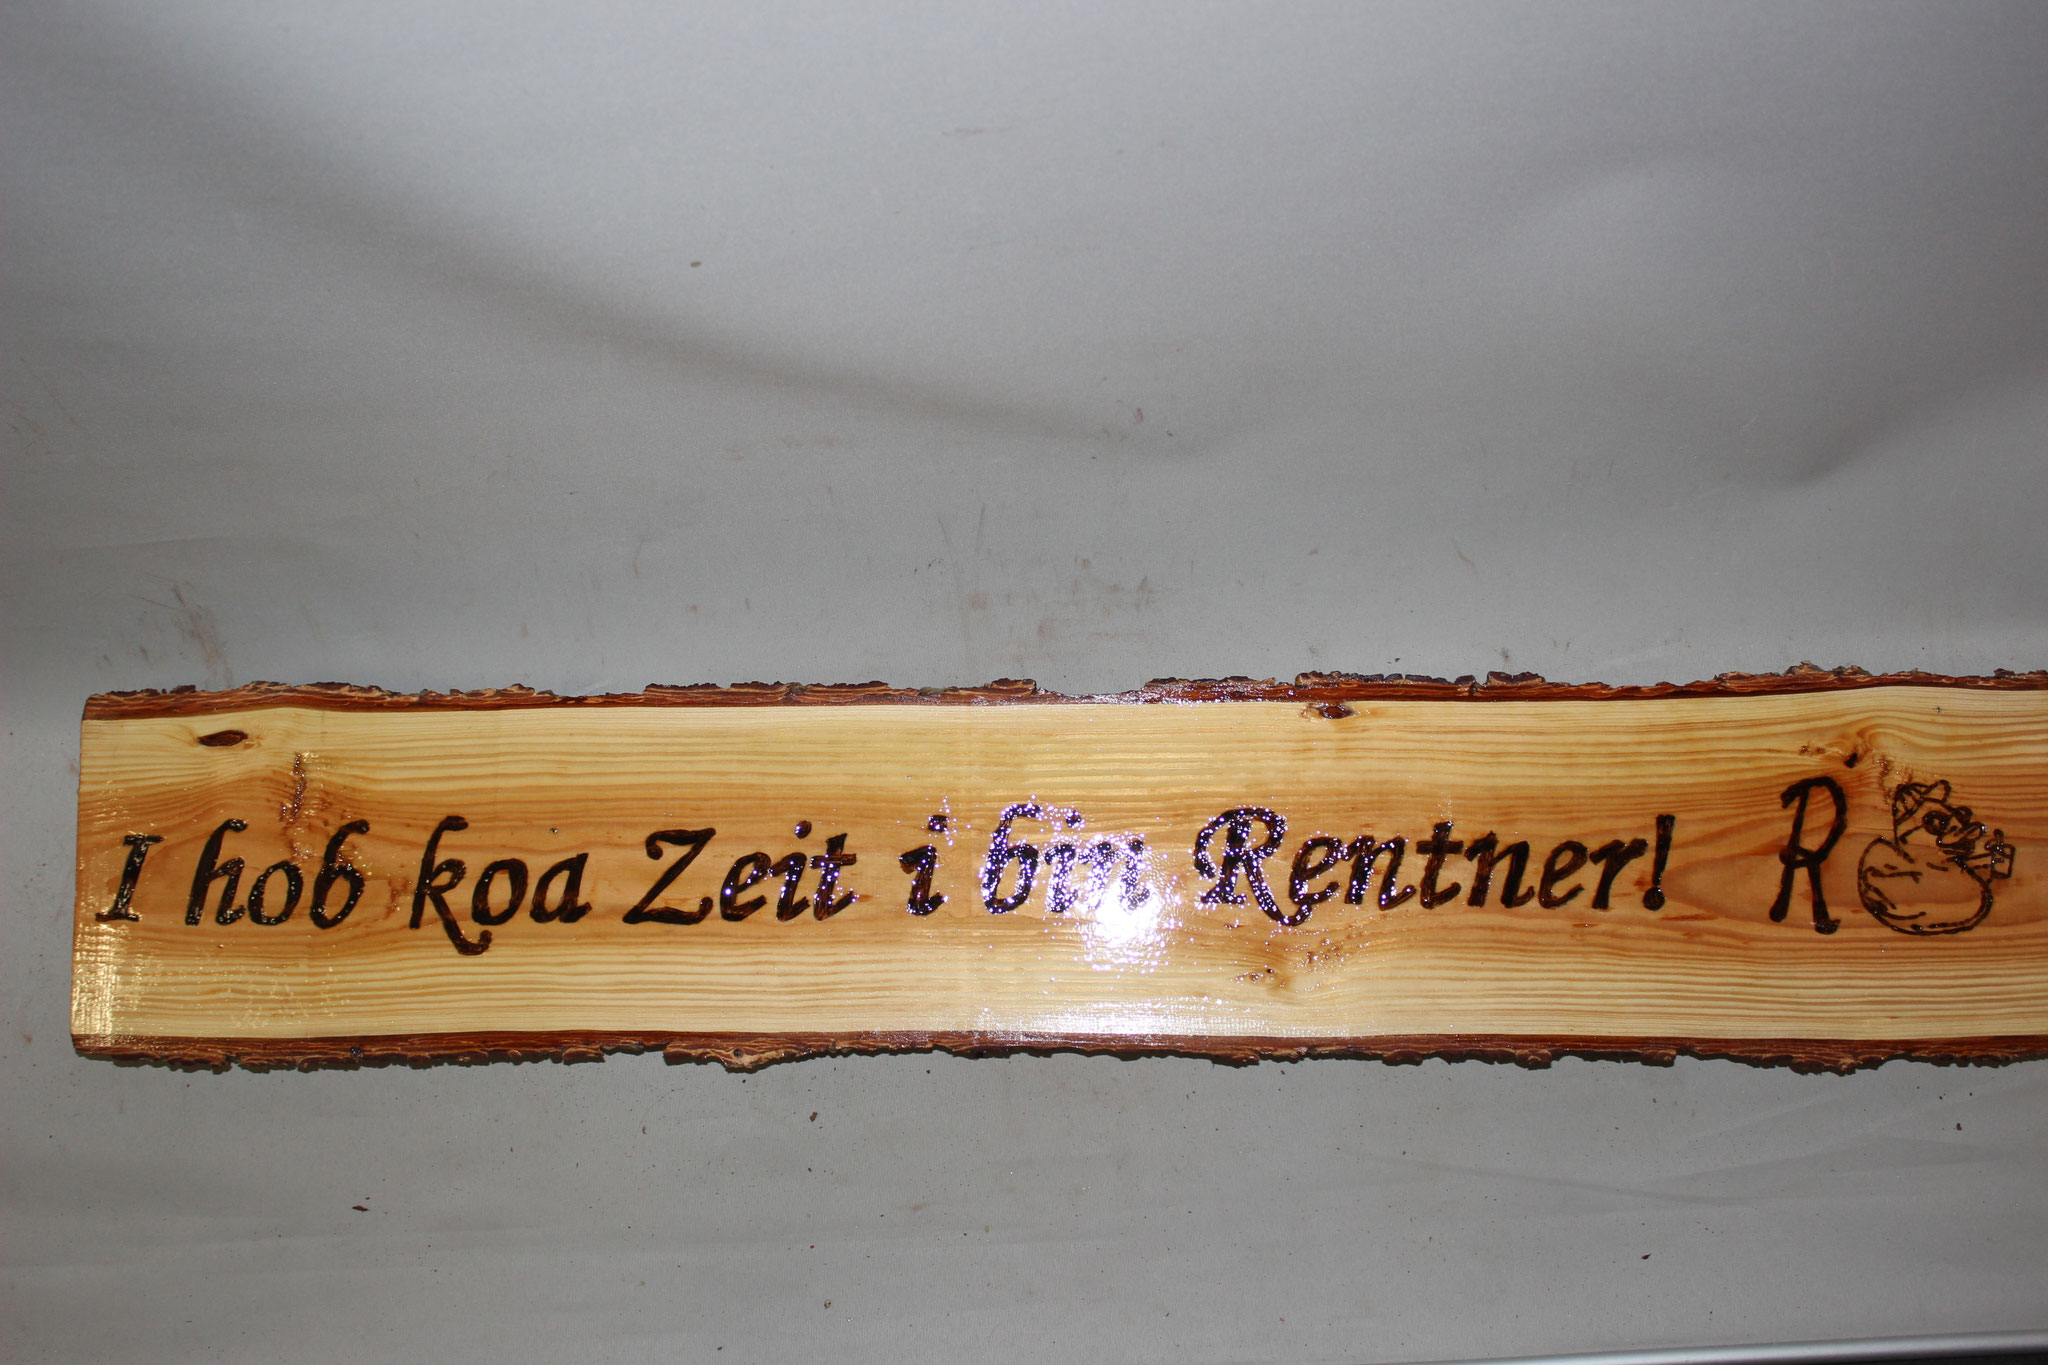 I hob koa Zeit i bin Rentner! R